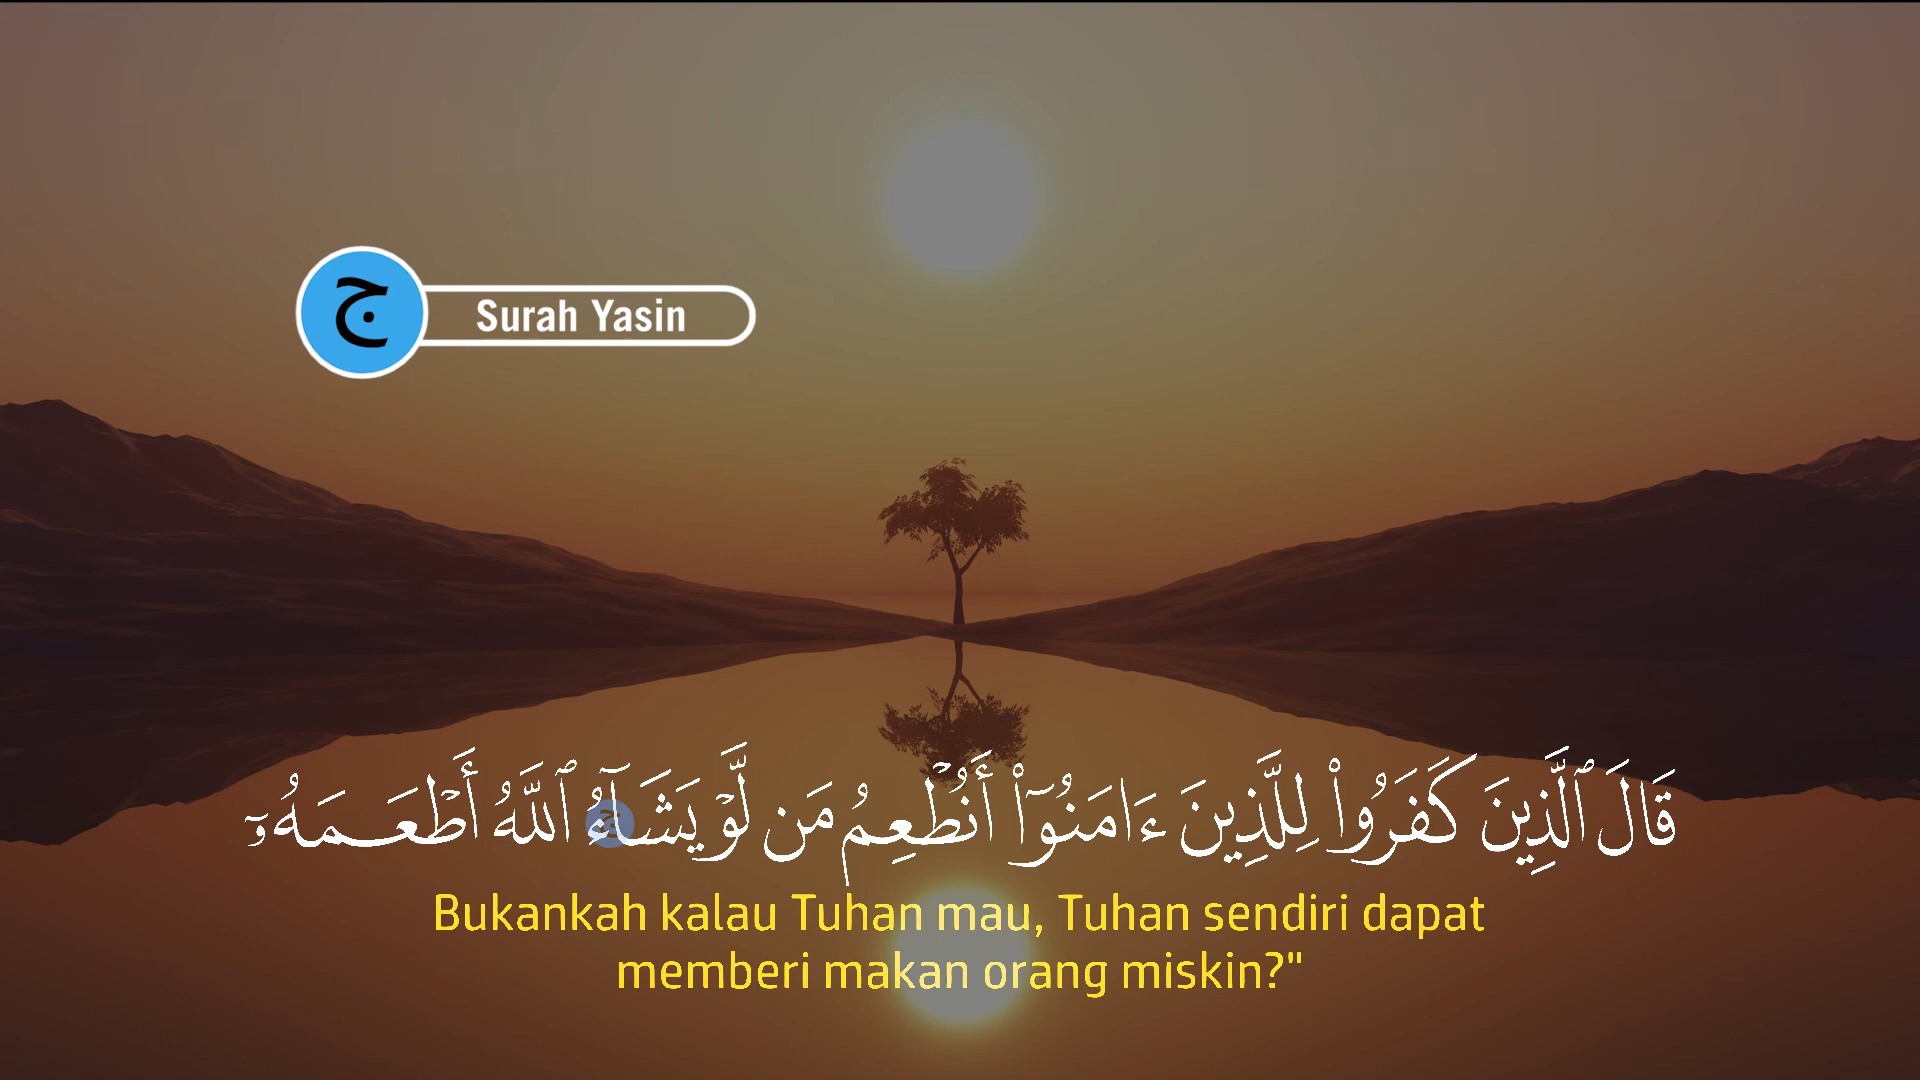 ج
Surah Yasin
قَالَ ٱلَّذِينَ كَفَرُوا۟ لِلَّذِينَ ءَامَنُوٓا۟ أَنُطْعِمُ مَن لَّوْ يَشَآءُ ٱللَّهُ أَطْعَمَهُۥٓ
Bukankah kalau Tuhan mau, Tuhan sendiri dapat
memberi makan orang miskin?"